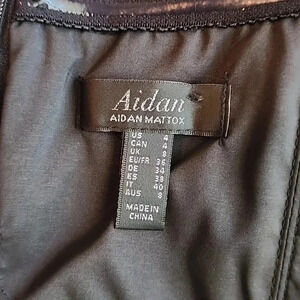 Aidan
AIDAN MATTOX
US 4
CAN 4
UK 8
EU/FR 36
DE 34
ES 38
IT 40
AUS 8
MADE IN
CHINA